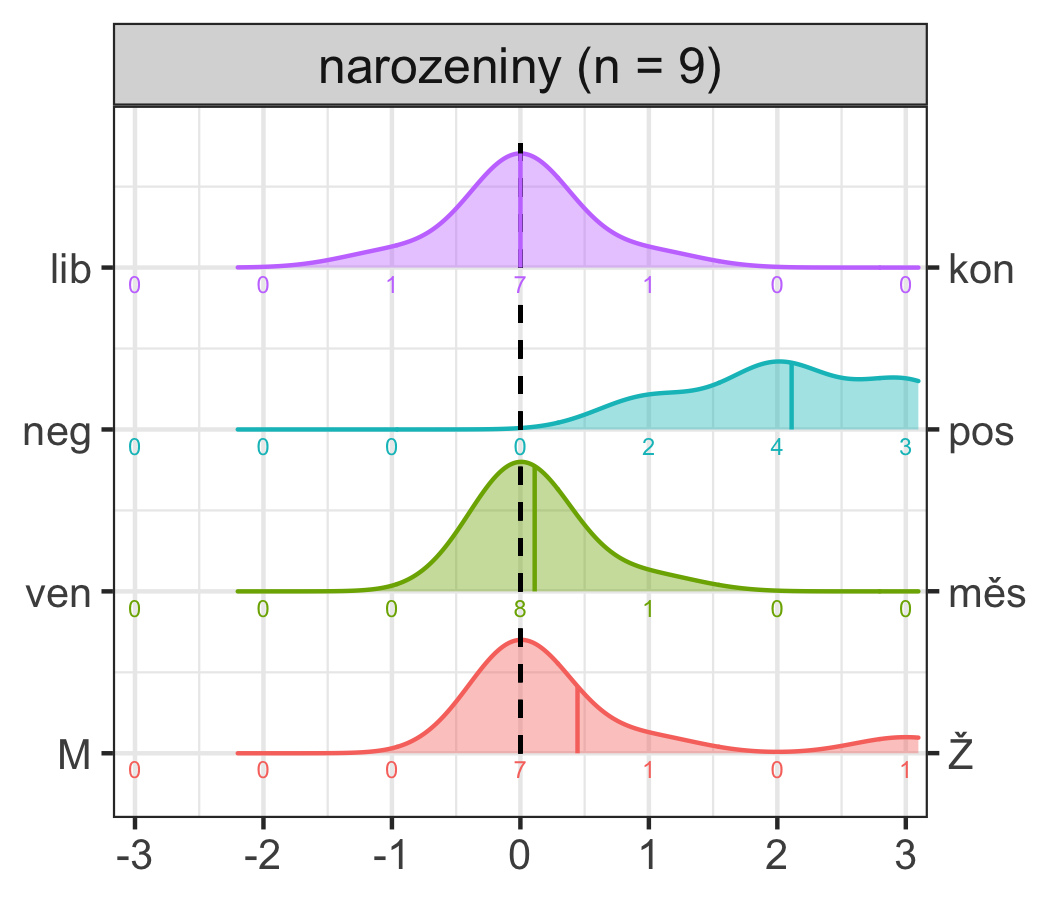 narozeniny (n = 9)
lib kon
0 0 1 7 1 0 0
neg pos
0 0 0 0 2 4 3
ven měs
0 0 0 8 1 0 0
M Ž
0 0 0 7 1 0 1
-3 -2 -1 0 1 2 3